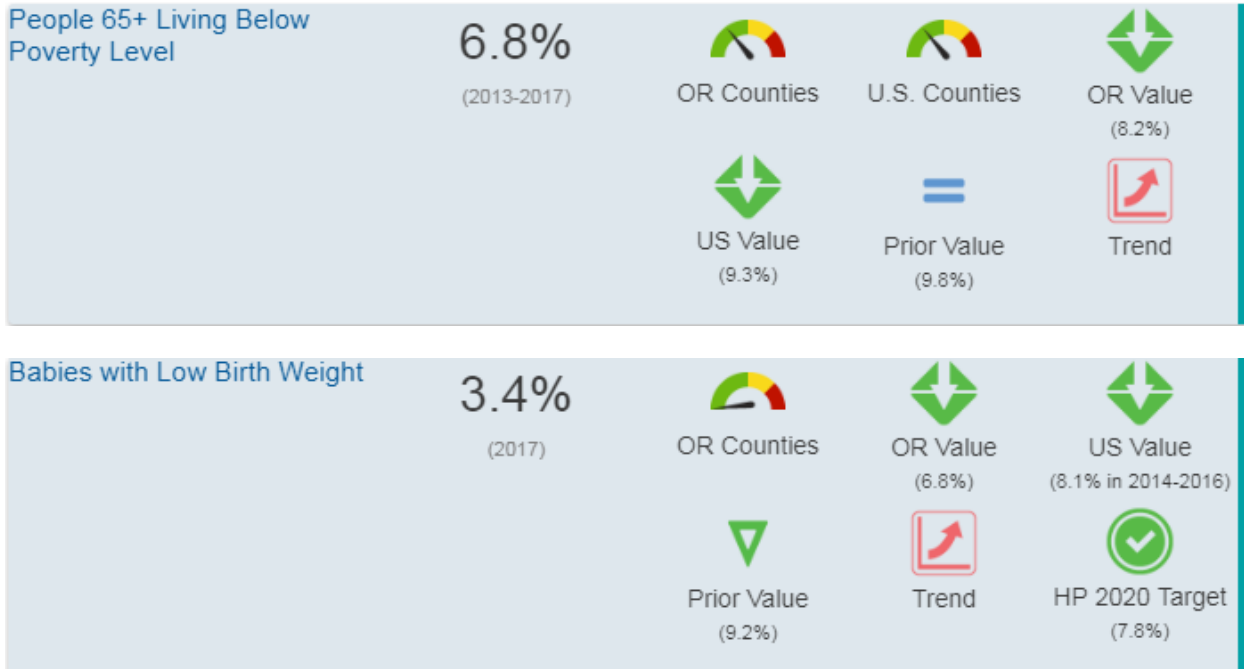 People 65+ Living Below
Poverty Level
6.8%
(2013-2017)
OR Counties
U.S. Counties
OR Value
(8.2%)
US Value
(9.3%)
Prior Value
(9.8%)
Trend
Babies with Low Birth Weight
3.4%
(2017)
OR Counties
OR Value
(6.8%)
US Value
(8.1% in 2014-2016)
Prior Value
(9.2%)
Trend
HP 2020 Target
(7.8%)